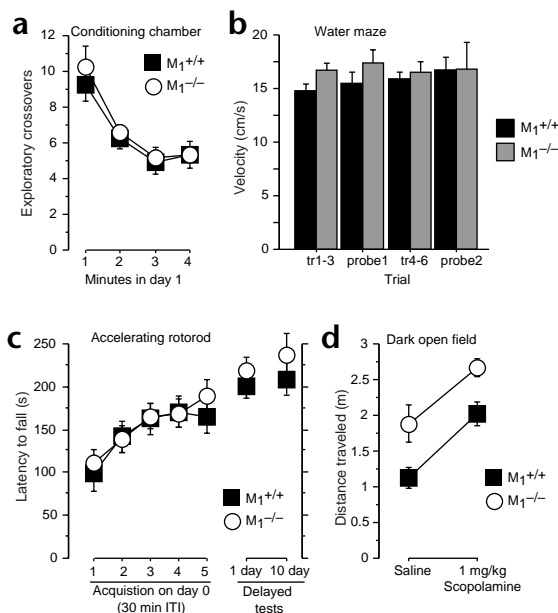 a Conditioning chamber
Exploratory crossovers
12
10
8
6
4
2
0
M1+/+
M1−/−
1 2 3 4
Minutes in day 1
b Water maze
Velocity (cm/s)
20
15
10
5
0
M1+/+
M1−/−
tr1-3 probe1 tr4-6 probe2
Trial
c Accelerating rotorod
Latency to fall (s)
250
200
150
100
50
0
M1+/+
M1−/−
1 2 3 4 5
Acquistion on day 0
(30 min ITI)
1 day 10 day
Delayed
tests
d Dark open field
Distance traveled (m)
3
2.5
2
1.5
1
0.5
0
M1+/+
M1−/−
Saline 1 mg/kg
Scopolamine